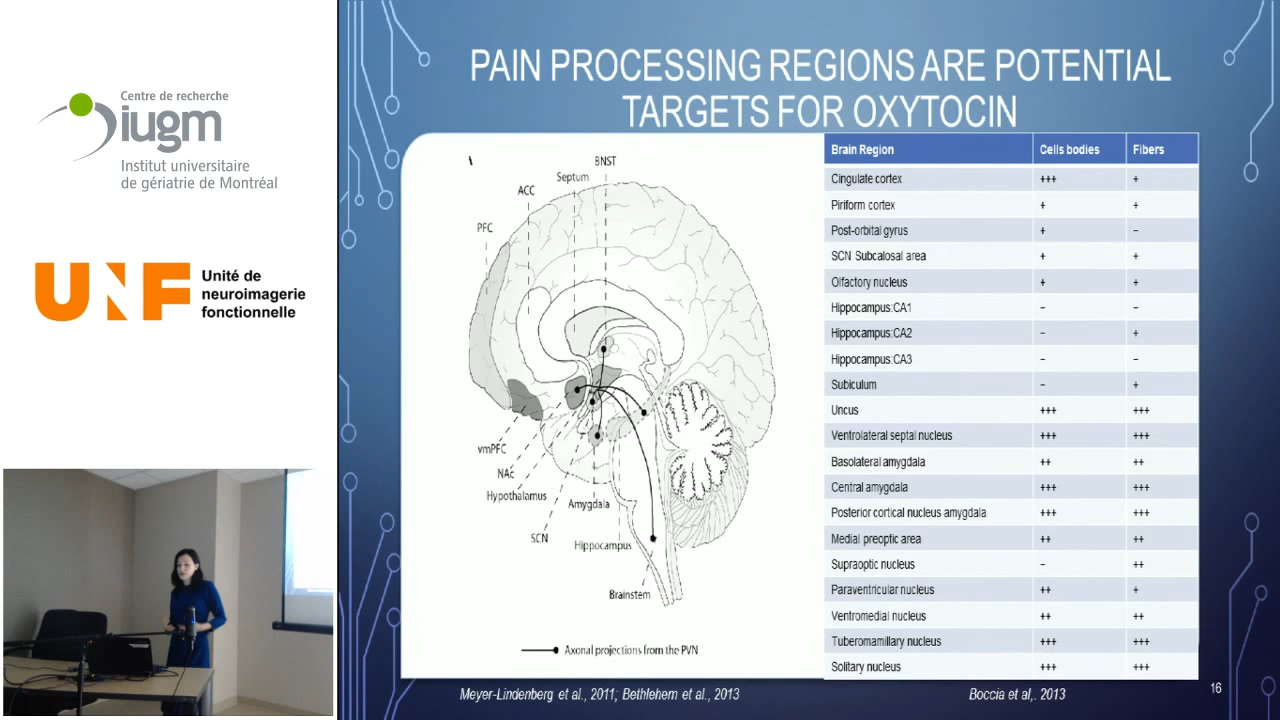 Centre de recherche
iugm
Institut universitaire
de gériatrie de Montréal
UNF
Unité de
neuroimagerie
fonctionnelle
PAIN PROCESSING REGIONS ARE POTENTIAL
TARGETS FOR OXYTOCIN
BNST
Septum
ACC
PFC
vmPFC
NAc
Hypothalamus
Amygdala
SCN
Hippocampus
Brainstem
Axonal projections from the PVN
Brain Region Cells bodies Fibers
Cingulate cortex +++ +
Piriform cortex + +
Post-orbital gyrus + –
SCN Subcalosal area + +
Olfactory nucleus + +
Hippocampus:CA1 – –
Hippocampus:CA2 – +
Hippocampus:CA3 – –
Subiculum – +
Uncus +++ +++
Ventrolateral septal nucleus +++ +++
Basolateral amygdala ++ ++
Central amygdala +++ +++
Posterior cortical nucleus amygdala +++ +++
Medial preoptic area ++ ++
Supraoptic nucleus – ++
Paraventricular nucleus ++ +
Ventromedial nucleus ++ ++
Tuberomamillary nucleus +++ +++
Solitary nucleus +++ +++
Meyer-Lindenberg et al., 2011; Bethlehem et al., 2013
Boccia et al,. 2013
16